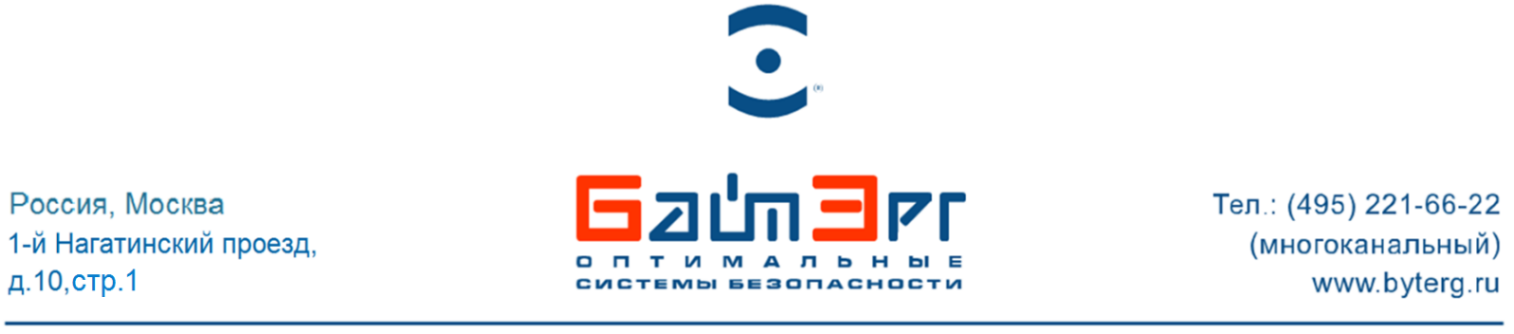 (R)
БайтЭрг
ОПТИМАЛЬНЫЕ
СИСТЕМЫ БЕЗОПАСНОСТИ
Россия, Москва
1-й Нагатинский проезд,
д.10,стр.1
Тел.: (495) 221-66-22
(многоканальный)
www.byterg.ru